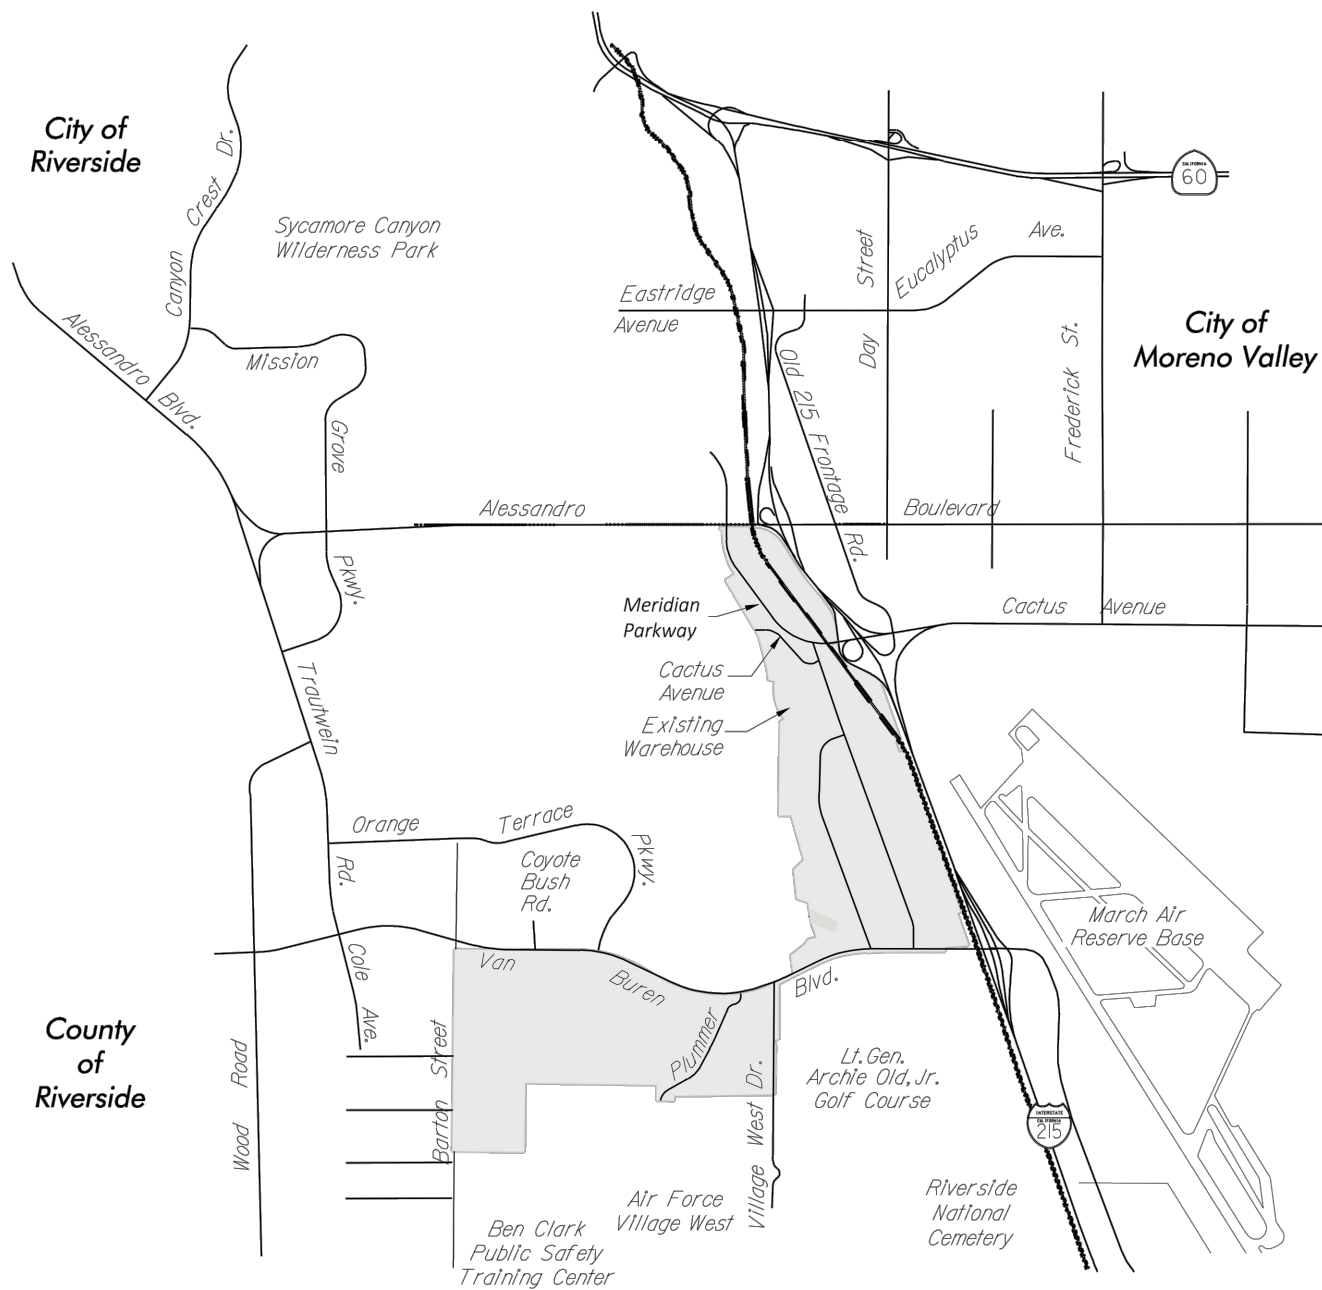 City of
Riverside
Canyon Crest Dr.
Sycamore Canyon
Wilderness Park
CALIFORNIA
60
Day Street
Eucalyptus Ave.
Eastridge
Avenue
Alessandro Blvd.
Mission Grove Pkwy.
Old 215 Frontage Rd.
Frederick St.
City of
Moreno Valley
Alessandro Boulevard
Meridian
Parkway
Cactus Avenue
Cactus
Avenue
Existing
Warehouse
Trautwein Rd.
Orange Terrace Pkwy.
Coyote
Bush
Rd.
March Air
Reserve Base
Van Buren Blvd.
Cole Ave.
Plummer
County
of
Riverside
Wood Road
Barton Street
Village West Dr.
Lt. Gen.
Archie Old, Jr.
Golf Course
INTERSTATE
CALIFORNIA
215
Air Force
Village West
Riverside
National
Cemetery
Ben Clark
Public Safety
Training Center